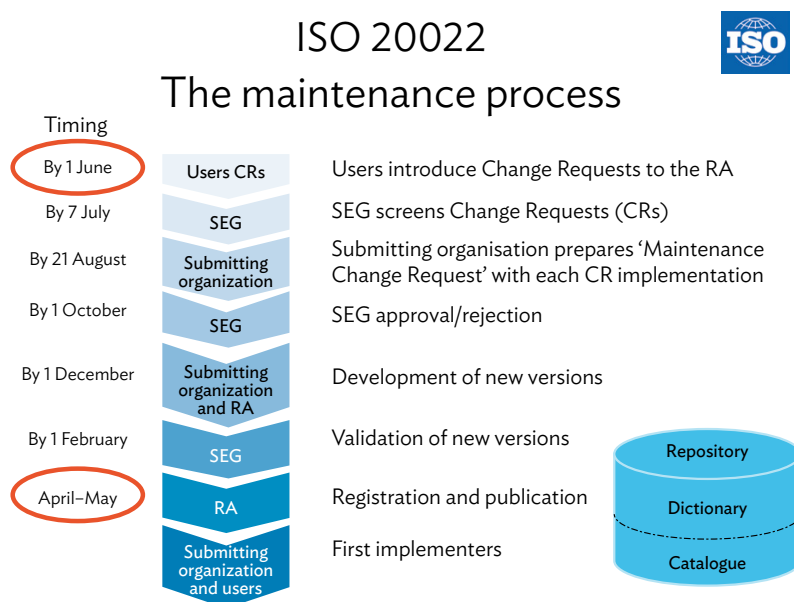 ISO 20022
ISO
The maintenance process
Timing
By 1 June
Users CRs
Users introduce Change Requests to the RA
By 7 July
SEG
SEG screens Change Requests (CRs)
By 21 August
Submitting
organization
Submitting organisation prepares ‘Maintenance
Change Request’ with each CR implementation
By 1 October
SEG
SEG approval/rejection
By 1 December
Submitting
organization
and RA
Development of new versions
By 1 February
SEG
Validation of new versions
April–May
RA
Registration and publication
Submitting
organization
and users
First implementers
Repository
Dictionary
Catalogue